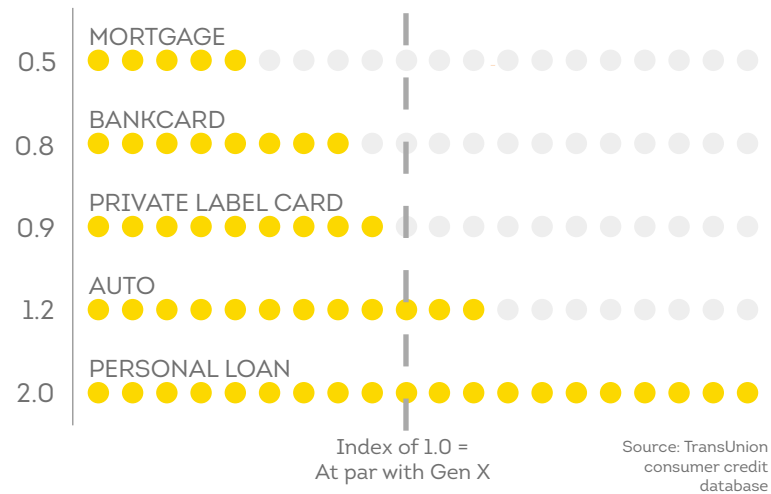 MORTGAGE
0.5
BANKCARD
0.8
PRIVATE LABEL CARD
0.9
AUTO
1.2
PERSONAL LOAN
2.0
Index of 1.0 =
At par with Gen X
Source: TransUnion
consumer credit
database